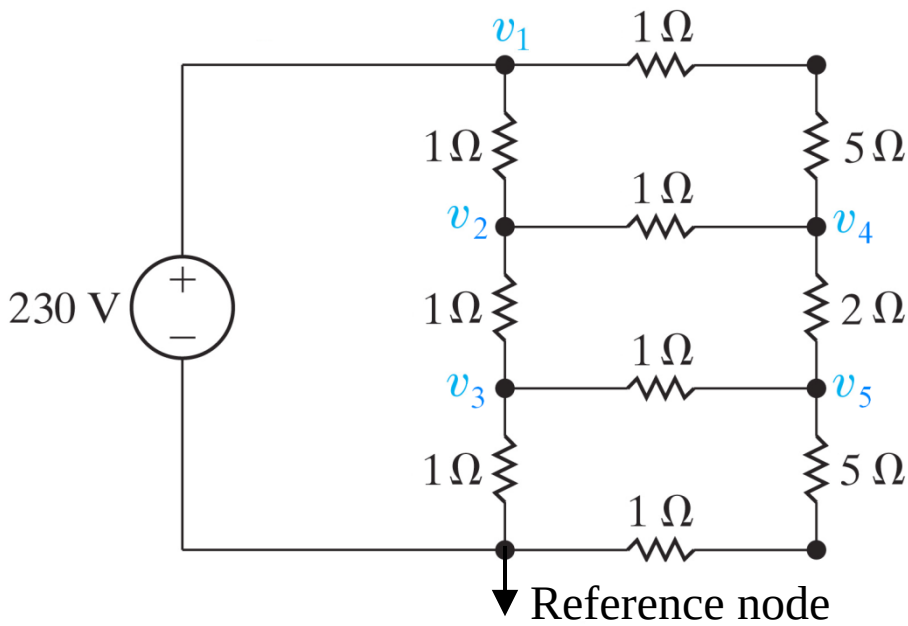 v1 1 Ω
1 Ω 5 Ω
1 Ω
v2 v4
230 V 1 Ω 2 Ω
1 Ω
v3 v5
1 Ω 5 Ω
1 Ω
Reference node